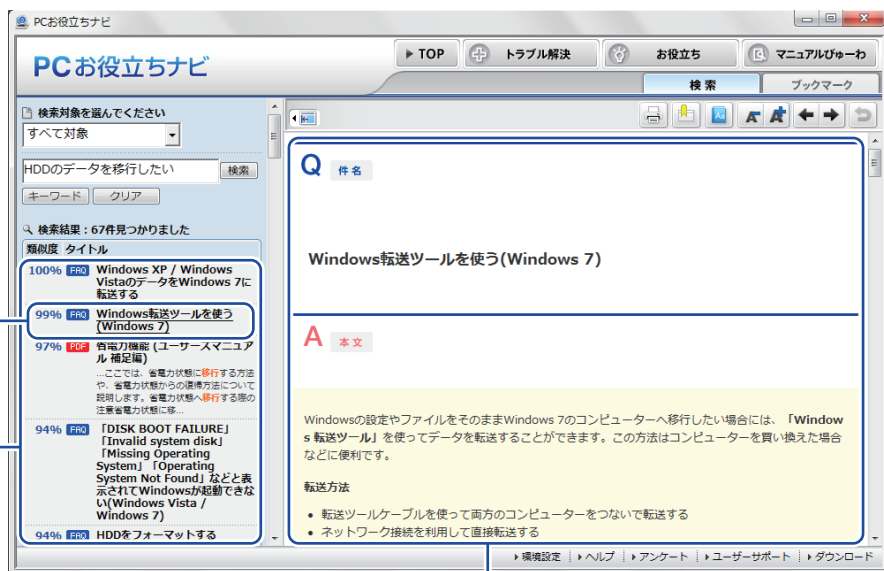 PCお役立ちナビ
PCお役立ちナビ
TOP
トラブル解決
お役立ち
マニュアルびゅーわ
検索
ブックマーク
検索対象を選んでください
すべて対象
HDDのデータを移行したい
検索
キーワード
クリア
検索結果：67件見つかりました
類似度 タイトル
100% FAQ Windows XP / Windows
VistaのデータをWindows 7に
転送する
99% FAQ Windows転送ツールを使う
(Windows 7)
97% PDF 省電力機能 (ユーザーズマニュア
ル 補足編)
...ここでは、省電力状態に移行する方法
や、省電力状態からの復帰方法について
説明します。省電力状態へ移行する際の
注意省電力状態に移...
94% FAQ 「DISK BOOT FAILURE」
「Invalid system disk」
「Missing Operating
System」「Operating
System Not Found」などと表
示されてWindowsが起動できな
い(Windows Vista /
Windows 7)
94% FAQ HDDをフォーマットする
Q 件名
Windows転送ツールを使う(Windows 7)
A 本文
Windowsの設定やファイルをそのままWindows 7のコンピューターへ移行したい場合には、「Window
s 転送ツール」を使ってデータを転送することができます。この方法はコンピューターを買い換えた場合
などに便利です。
転送方法
• 転送ツールケーブルを使って両方のコンピューターをつないで転送する
• ネットワーク接続を利用して直接転送する
環境設定
ヘルプ
アンケート
ユーザーサポート
ダウンロード